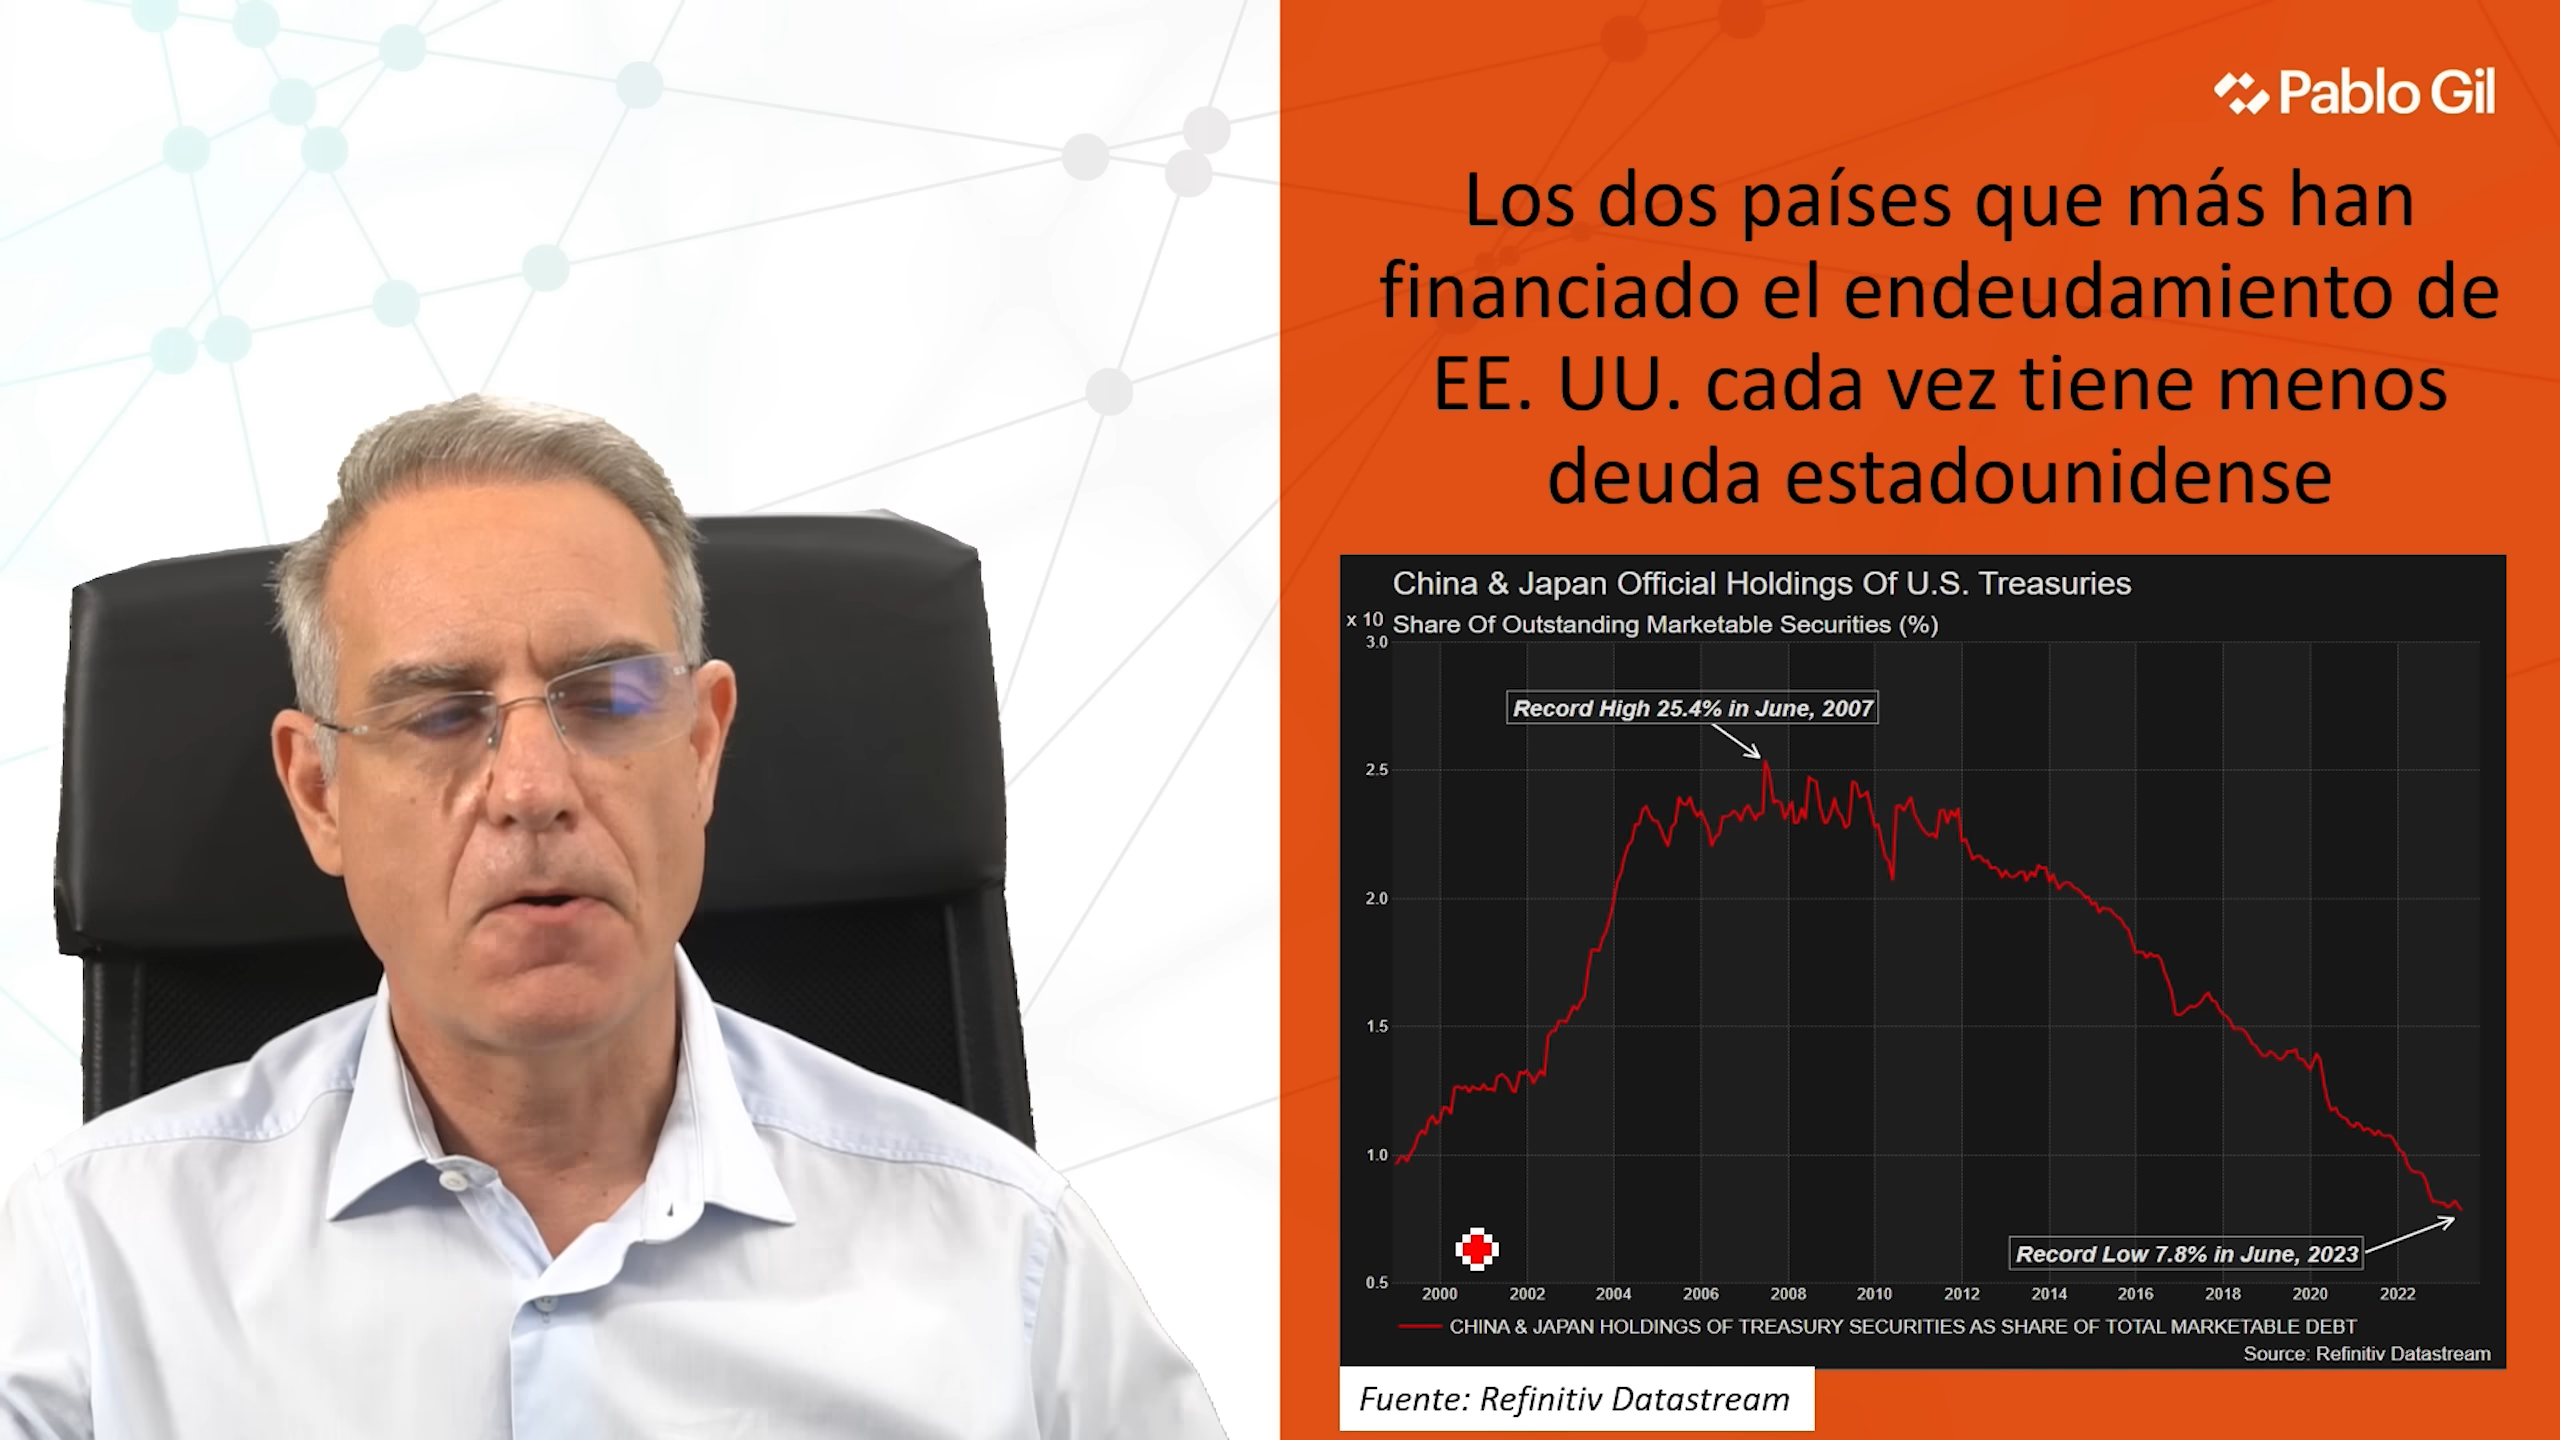 Pablo Gil
Los dos países que más han
financiado el endeudamiento de
EE. UU. cada vez tiene menos
deuda estadounidense
China & Japan Official Holdings Of U.S. Treasuries
x 10 Share Of Outstanding Marketable Securities (%)
3.0
Record High 25.4% in June, 2007
2.5
2.0
1.5
1.0
Record Low 7.8% in June, 2023
0.5
2000 2002 2004 2006 2008 2010 2012 2014 2016 2018 2020 2022
CHINA & JAPAN HOLDINGS OF TREASURY SECURITIES AS SHARE OF TOTAL MARKETABLE DEBT
Source: Refinitiv Datastream
Fuente: Refinitiv Datastream